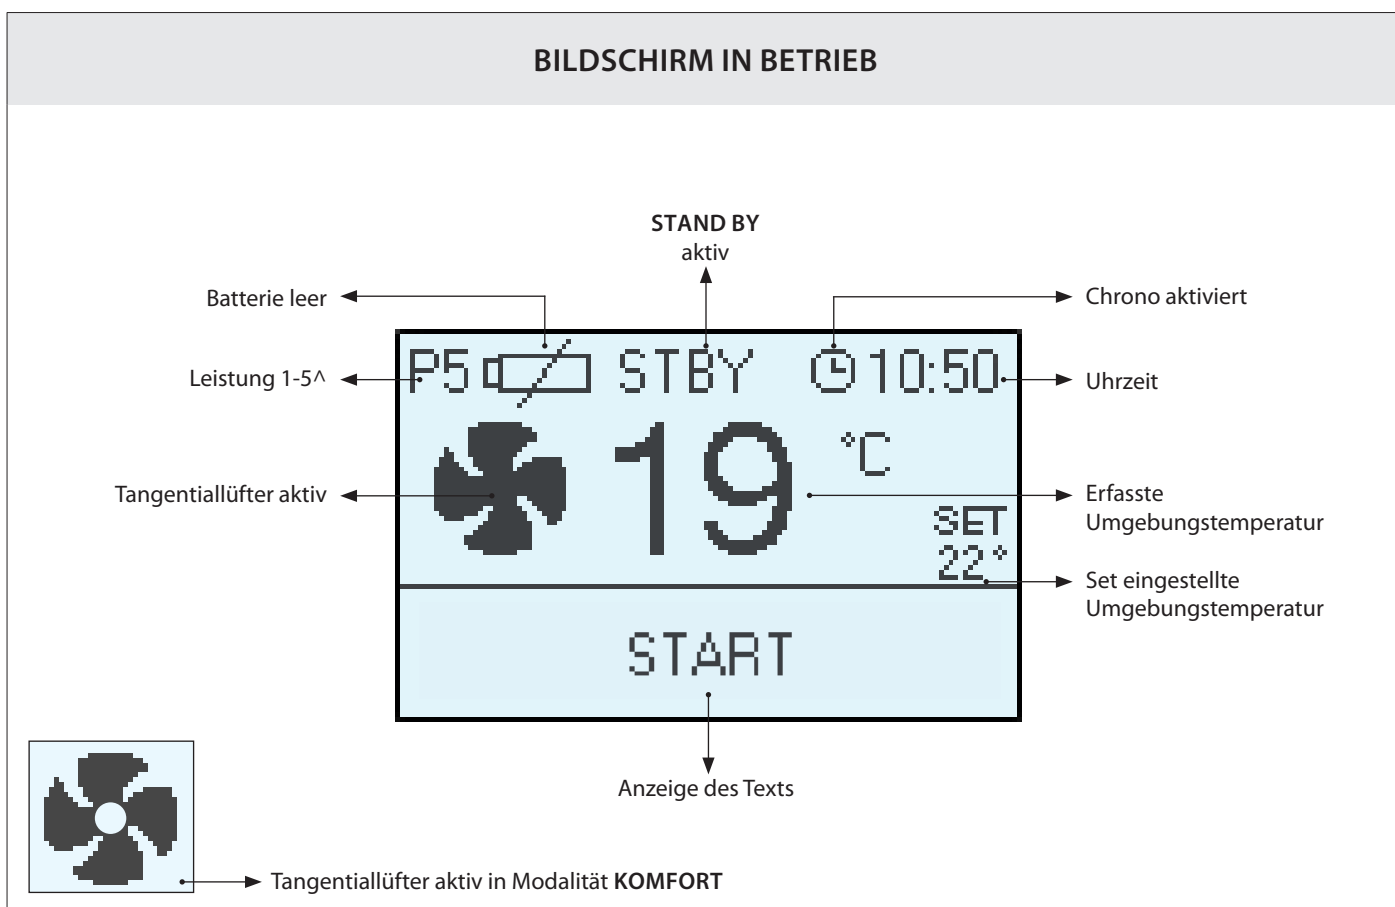 BILDSCHIRM IN BETRIEB
STAND BY
aktiv
Batterie leer
Chrono aktiviert
P5 STBY 10:50
Leistung 1-5^
Uhrzeit
19 °C
Tangentiallüfter aktiv
Erfasste
Umgebungstemperatur
SET
22°
Set eingestellte
Umgebungstemperatur
START
Anzeige des Texts
Tangentiallüfter aktiv in Modalität KOMFORT